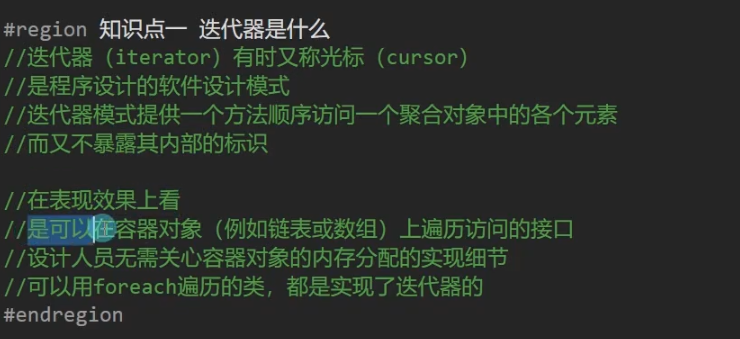 #region 知识点一 迭代器是什么
//迭代器（iterator）有时又称光标（cursor）
//是程序设计的软件设计模式
//迭代器模式提供一个方法顺序访问一个聚合对象中的各个元素
//而又不暴露其内部的标识
//在表现效果上看
//是可以在容器对象（例如链表或数组）上遍历访问的接口
//设计人员无需关心容器对象的内存分配的实现细节
//可以用foreach遍历的类，都是实现了迭代器的
#endregion